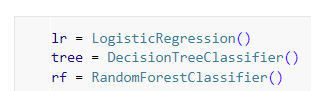 lr = LogisticRegression()
tree = DecisionTreeClassifier()
rf = RandomForestClassifier()